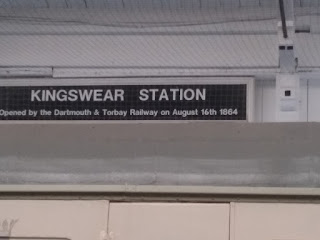 KINGSWEAR STATION
Opened by the Dartmouth & Torbay Railway on August 16th 1864